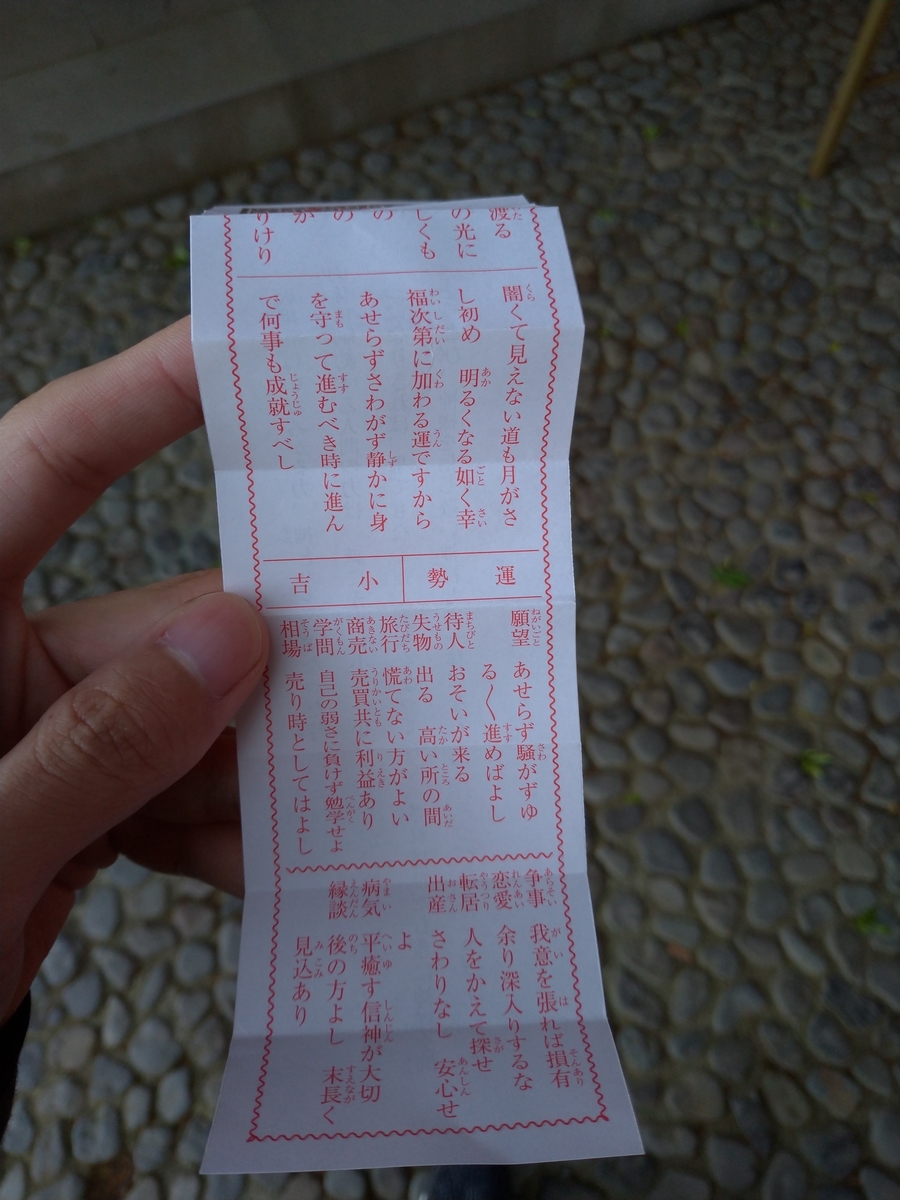 渡る
の光に
しくも
の
の
が
りけり
闇くて見えない道も月がさ
し初め 明るくなる如く幸
福次第に加わる運ですから
あせらずさわがず静かに身
を守って進むべき時に進ん
で何事も成就すべし
運勢 小吉
願望 あせらず騒がずゆ
る〱進めばよし
待人 おそいが来る
失物 出る 高い所の間
旅行 慌てない方がよい
商売 売買共に利益あり
学問 自己の弱さに負けず勉学せよ
相場 売り時としてはよし
争事 我意を張れば損有
恋愛 余り深入りするな
転居 人をかえて探せ
出産 さわりなし 安心せ
よ
病気 平癒す信神が大切
縁談 後の方よし 末長く
見込あり